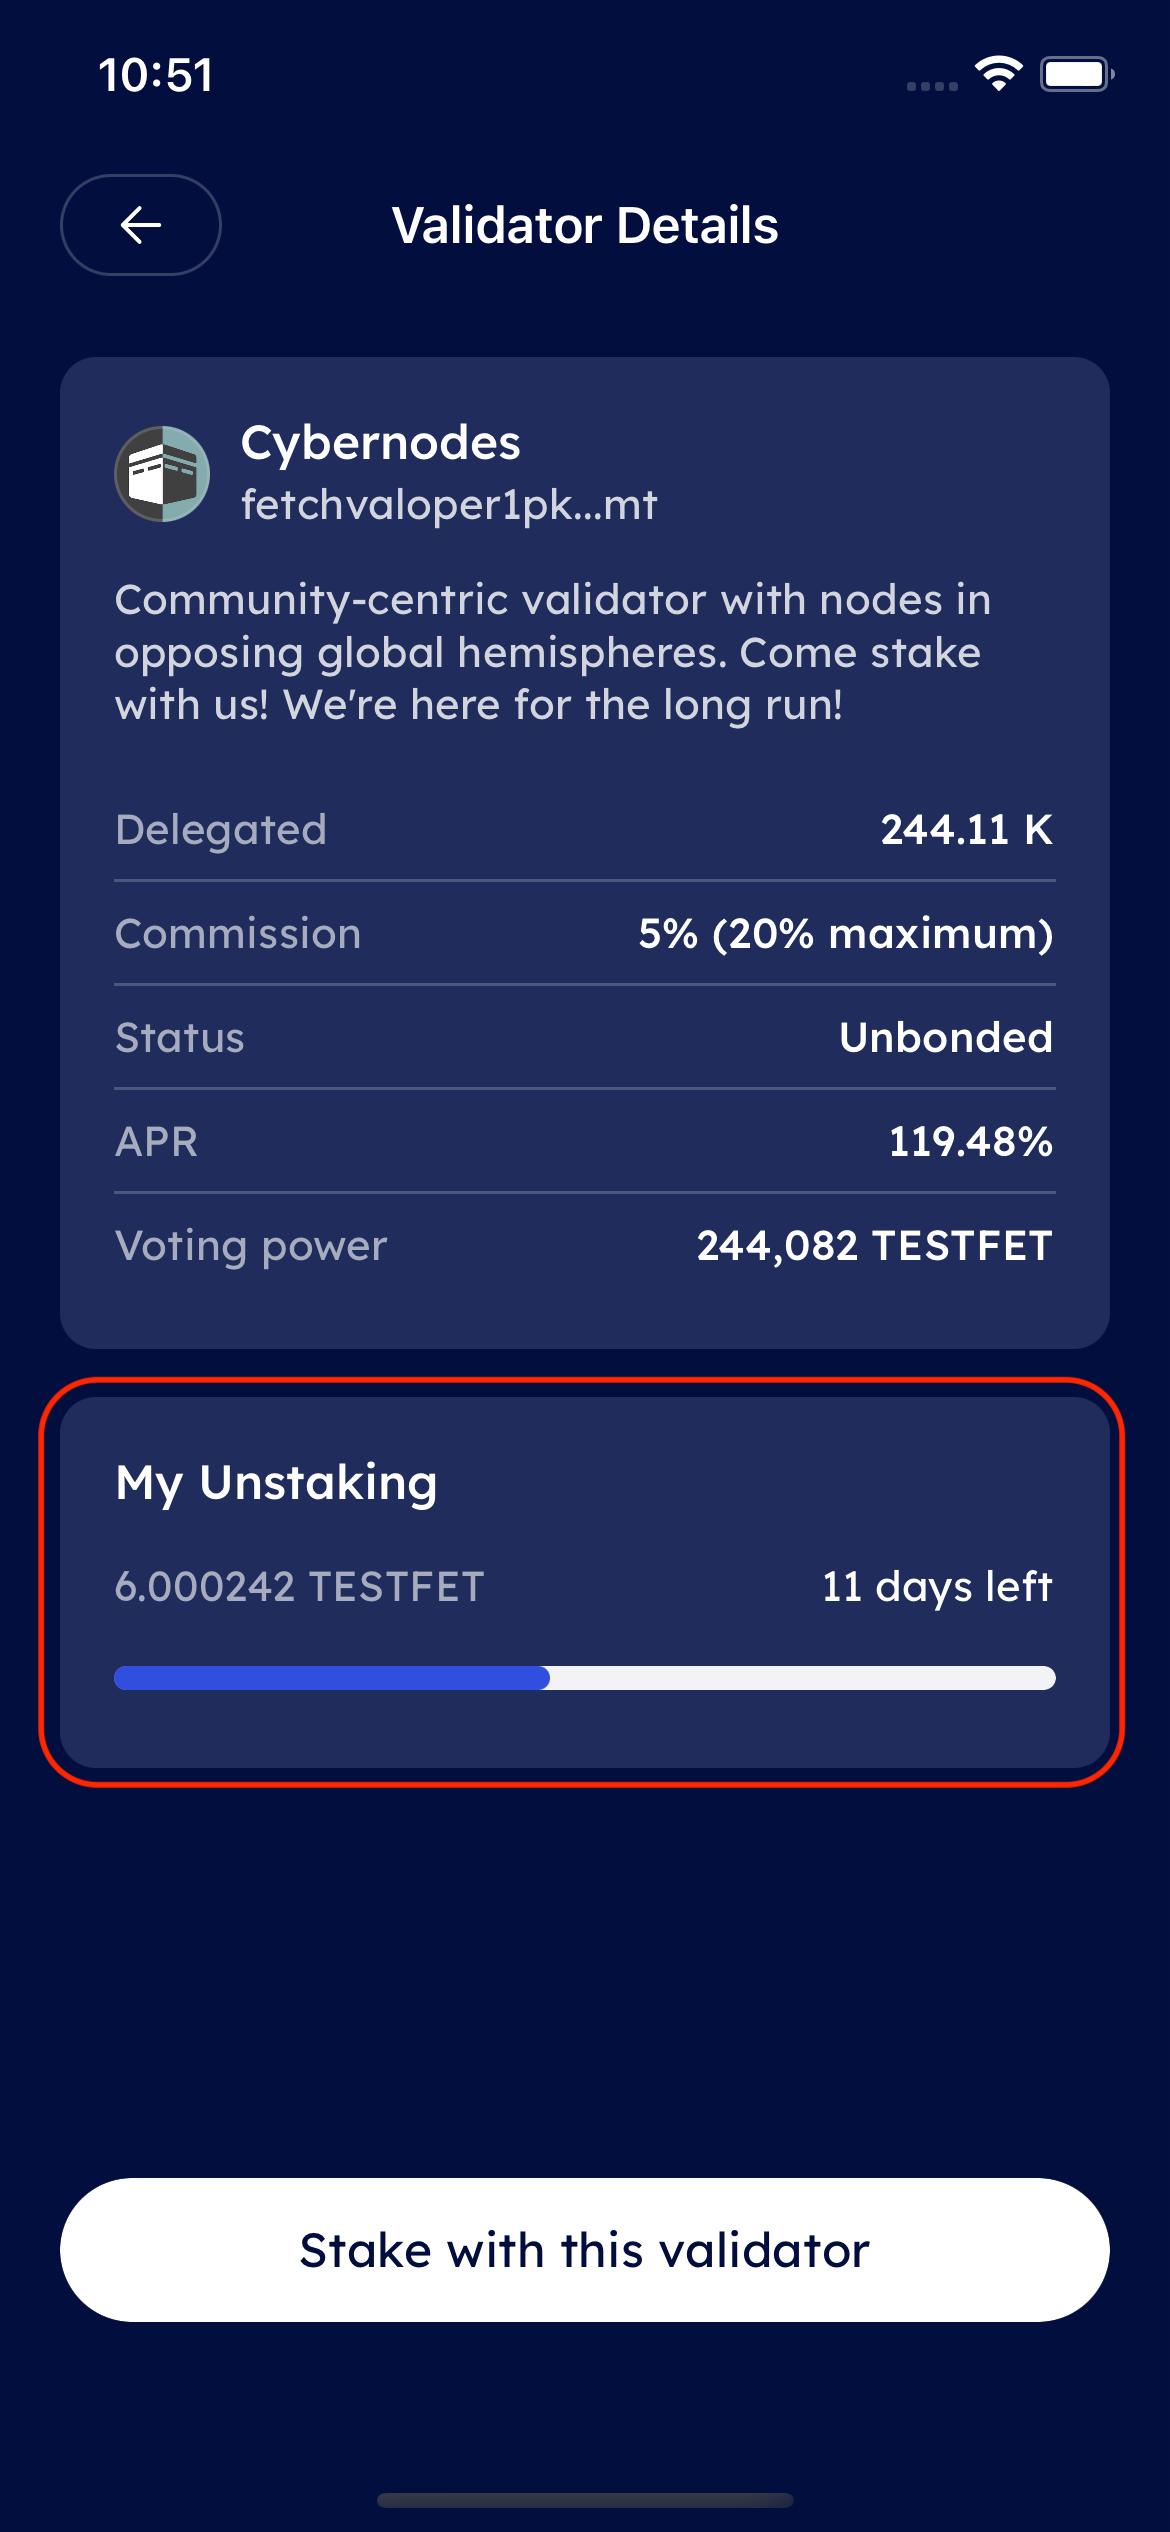 10:51
Validator Details
Cybernodes
fetchvaloper1pk...mt
Community-centric validator with nodes in
opposing global hemispheres. Come stake
with us! We're here for the long run!
Delegated 244.11 K
Commission 5% (20% maximum)
Status Unbonded
APR 119.48%
Voting power 244,082 TESTFET
My Unstaking
6.000242 TESTFET 11 days left
Stake with this validator